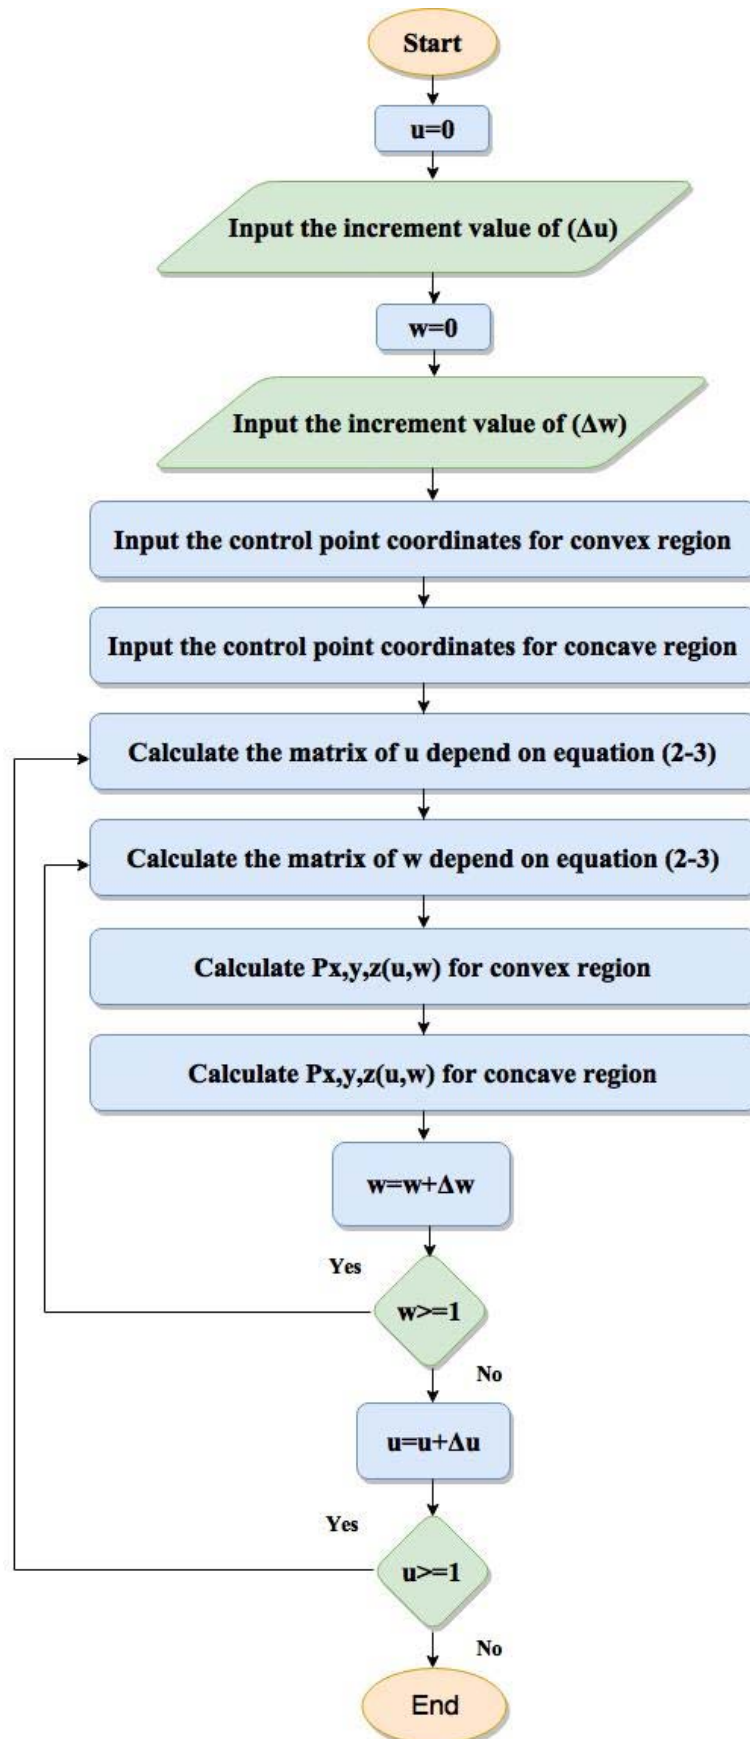 Start
u=0
Input the increment value of (Δu)
w=0
Input the increment value of (Δw)
Input the control point coordinates for convex region
Input the control point coordinates for concave region
Calculate the matrix of u depend on equation (2-3)
Calculate the matrix of w depend on equation (2-3)
Calculate Px,y,z(u,w) for convex region
Calculate Px,y,z(u,w) for concave region
w=w+Δw
Yes
w>=1
No
u=u+Δu
Yes
u>=1
No
End